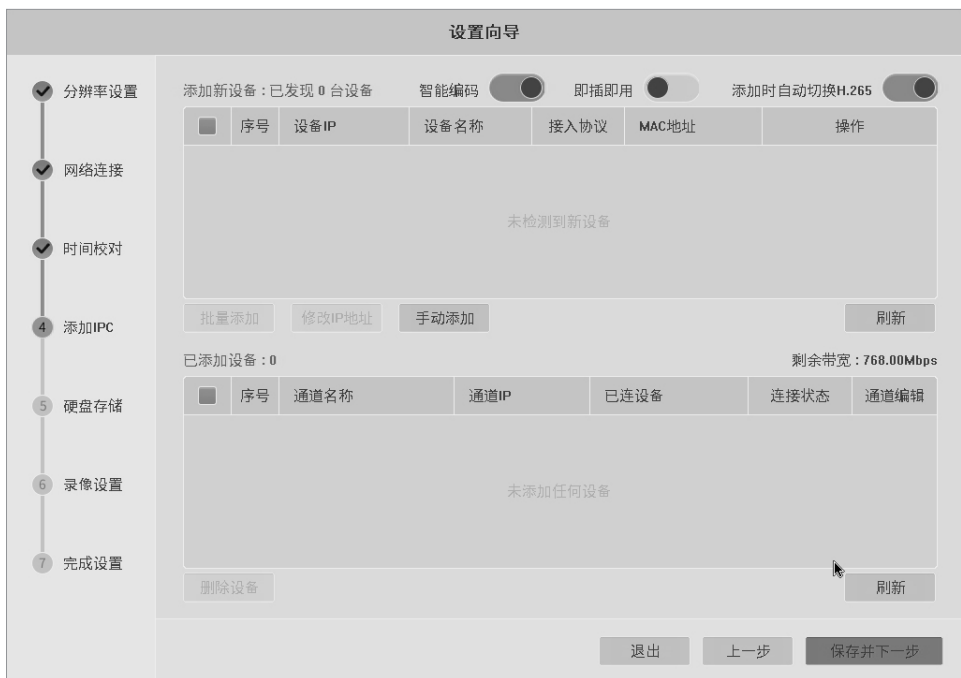 设置向导
分辨率设置
网络连接
时间校对
4 添加IPC
5 硬盘存储
6 录像设置
7 完成设置
添加新设备：已发现 0 台设备 智能编码 即插即用 添加时自动切换H.265
序号 设备IP 设备名称 接入协议 MAC地址 操作
未检测到新设备
批量添加 修改IP地址 手动添加 刷新
已添加设备：0 剩余带宽：768.00Mbps
序号 通道名称 通道IP 已连设备 连接状态 通道编辑
未添加任何设备
删除设备 刷新
退出 上一步 保存并下一步